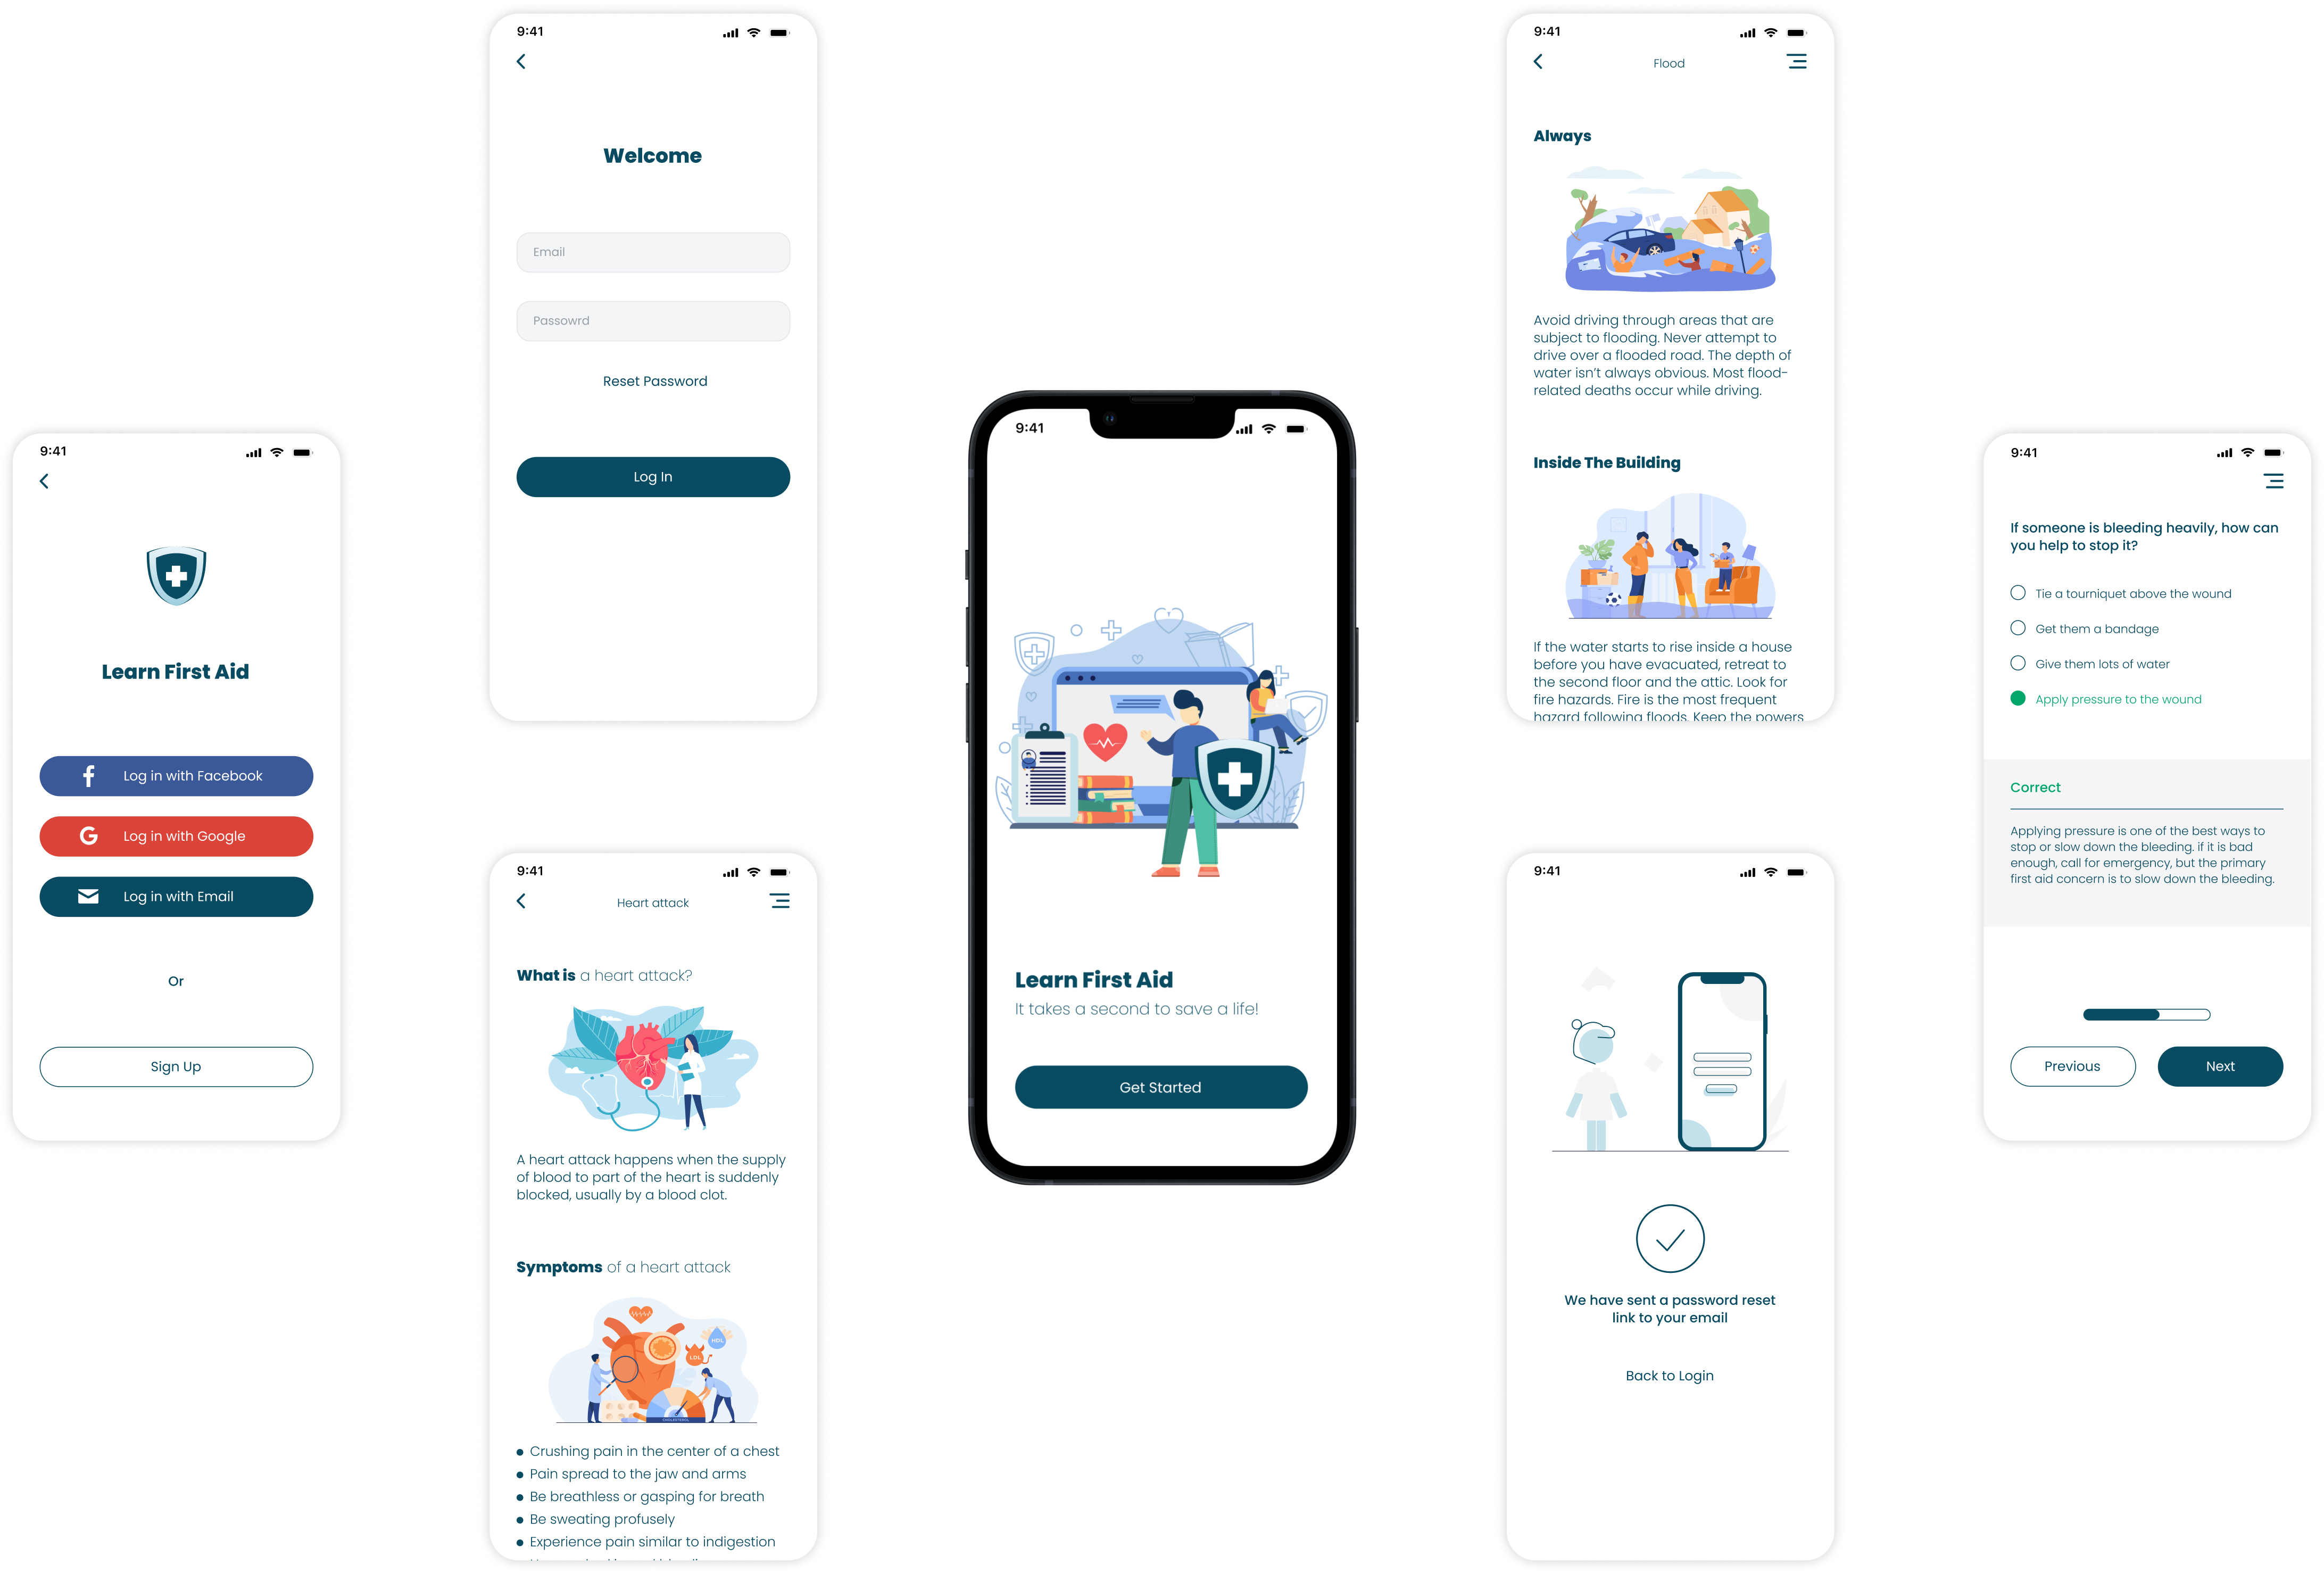 9:41
Learn First Aid
Log in with Facebook
Log in with Google
Log in with Email
Or
Sign Up
9:41
Welcome
Email
Passowrd
Reset Password
Log In
9:41
Heart attack
What is a heart attack?
A heart attack happens when the supply
of blood to part of the heart is suddenly
blocked, usually by a blood clot.
Symptoms of a heart attack
HDL
LDL
CHOLESTEROL
Crushing pain in the center of a chest
Pain spread to the jaw and arms
Be breathless or gasping for breath
Be sweating profusely
Experience pain similar to indigestion
9:41
Learn First Aid
It takes a second to save a life!
Get Started
9:41
Flood
Always
Avoid driving through areas that are
subject to flooding. Never attempt to
drive over a flooded road. The depth of
water isn't always obvious. Most flood-
related deaths occur while driving.
Inside The Building
If the water starts to rise inside a house
before you have evacuated, retreat to
the second floor and the attic. Look for
fire hazards. Fire is the most frequent
hazard following floods. Keep the powers
9:41
We have sent a password reset
link to your email
Back to Login
9:41
If someone is bleeding heavily, how can
you help to stop it?
Tie a tourniquet above the wound
Get them a bandage
Give them lots of water
Apply pressure to the wound
Correct
Applying pressure is one of the best ways to
stop or slow down the bleeding. if it is bad
enough, call for emergency, but the primary
first aid concern is to slow down the bleeding.
Previous
Next